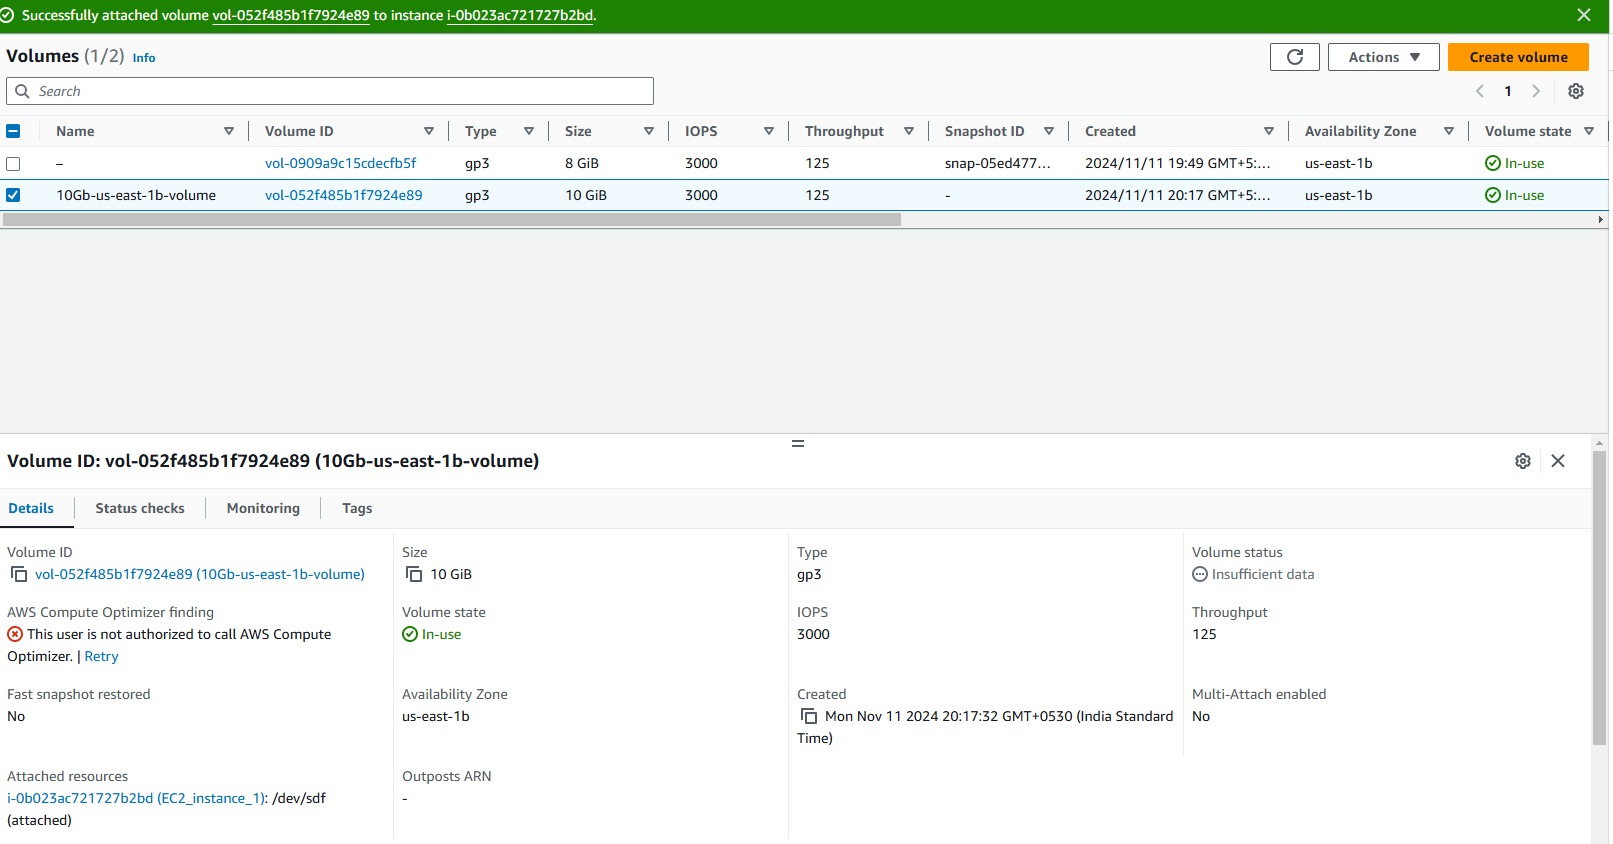 Successfully attached volume vol-052f485b1f7924e89 to instance i-0b023ac721727b2bd.
Volumes (1/2) Info
Actions
Create volume
Search
1
Name Volume ID Type Size IOPS Throughput Snapshot ID Created Availability Zone Volume state
– vol-0909a9c15cdecfb5f gp3 8 GiB 3000 125 snap-05ed477... 2024/11/11 19:49 GMT+5:... us-east-1b In-use
10Gb-us-east-1b-volume vol-052f485b1f7924e89 gp3 10 GiB 3000 125 - 2024/11/11 20:17 GMT+5:... us-east-1b In-use
Volume ID: vol-052f485b1f7924e89 (10Gb-us-east-1b-volume)
Details Status checks Monitoring Tags
Volume ID
vol-052f485b1f7924e89 (10Gb-us-east-1b-volume)
Size
10 GiB
Type
gp3
Volume status
Insufficient data
AWS Compute Optimizer finding
This user is not authorized to call AWS Compute
Optimizer. | Retry
Volume state
In-use
IOPS
3000
Throughput
125
Fast snapshot restored
No
Availability Zone
us-east-1b
Created
Mon Nov 11 2024 20:17:32 GMT+0530 (India Standard
Time)
Multi-Attach enabled
No
Attached resources
i-0b023ac721727b2bd (EC2_instance_1): /dev/sdf
(attached)
Outposts ARN
-